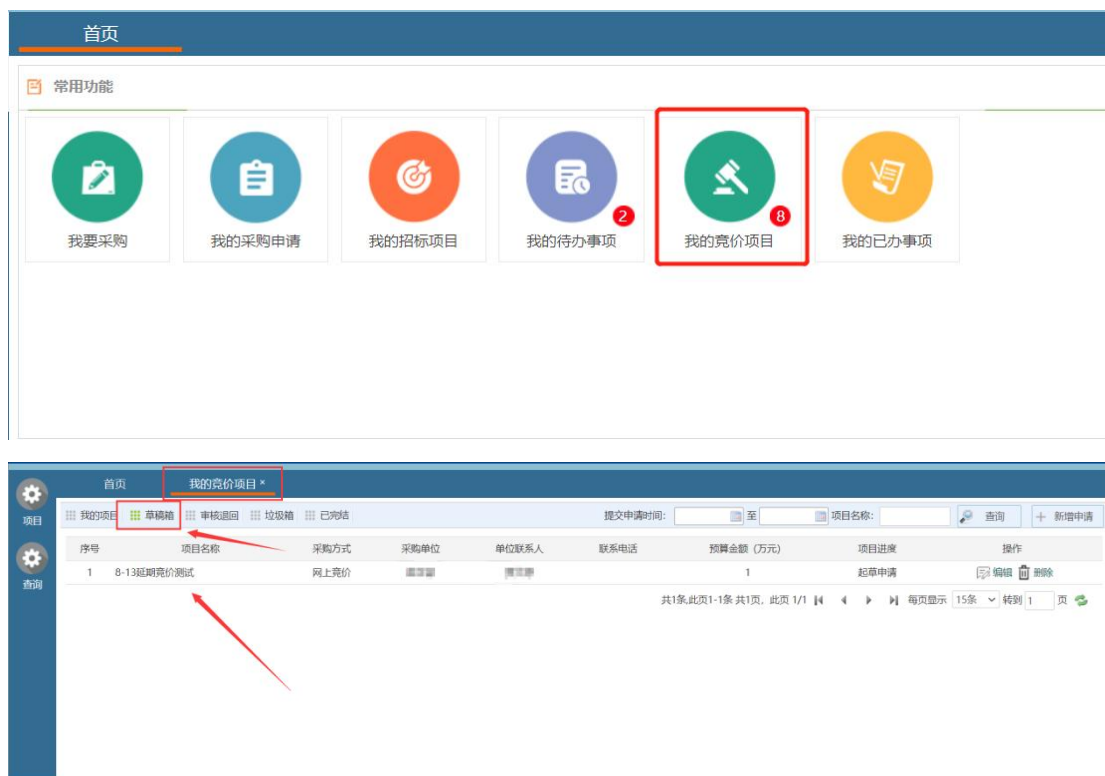 首页
常用功能
2
8
我要采购 我的采购申请 我的招标项目 我的待办事项 我的竞价项目 我的已办事项
首页 我的竞价项目 ×
项目
我的项目 草稿箱 审核退回 垃圾箱 已完结 提交申请时间: 至 项目名称: 查询 新增申请
序号 项目名称 采购方式 采购单位 单位联系人 联系电话 预算金额（万元） 项目进度 操作
1 8-13延期竞价测试 网上竞价 1 起草申请 编辑 删除
查询
共1条,此页1-1条 共1页，此页 1/1 每页显示 15条 转到 1 页